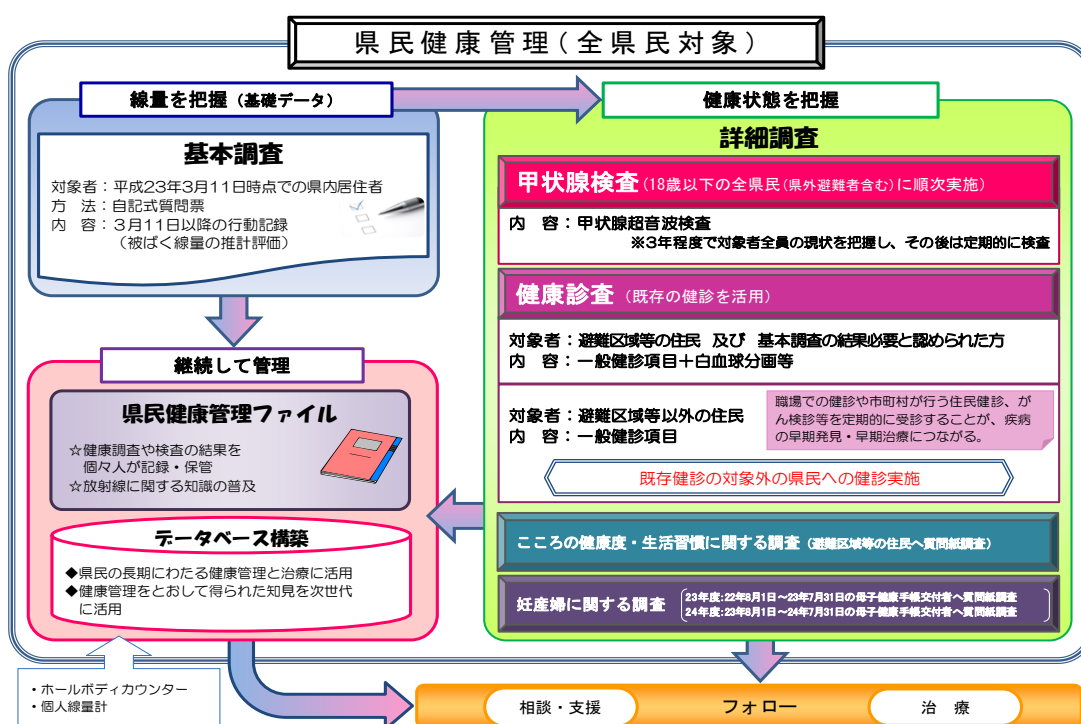 県民健康管理(全県民対象)
線量を把握(基礎データ)
基本調査
対象者：平成23年3月11日時点での県内居住者
方　法：自記式質問票
内　容：３月11日以降の行動記録
（被ばく線量の推計評価）
継続して管理
県民健康管理ファイル
☆健康調査や検査の結果を
個々人が記録・保管
☆放射線に関する知識の普及
データベース構築
◆県民の長期にわたる健康管理と治療に活用
◆健康管理をとおして得られた知見を次世代
に活用
・ホールボディカウンター
・個人線量計
健康状態を把握
詳細調査
甲状腺検査(18歳以下の全県民(県外避難者含む)に順次実施)
内　容：甲状腺超音波検査
※３年程度で対象者全員の現状を把握し、その後は定期的に検査
健康診査（既存の健診を活用）
対象者：避難区域等の住民　及び　基本調査の結果必要と認められた方
内　容：一般健診項目＋白血球分画等
対象者：避難区域等以外の住民
内　容：一般健診項目
職場での健診や市町村が行う住民健診、が
ん検診等を定期的に受診することが、疾病
の早期発見・早期治療につながる。
既存健診の対象外の県民への健診実施
こころの健康度・生活習慣に関する調査（避難区域等の住民へ質問紙調査）
妊産婦に関する調査
23年度:22年8月1日～23年7月31日の母子健康手帳交付者へ質問紙調査
24年度:23年8月1日～24年7月31日の母子健康手帳交付者へ質問紙調査
相談・支援
フォロー
治　療